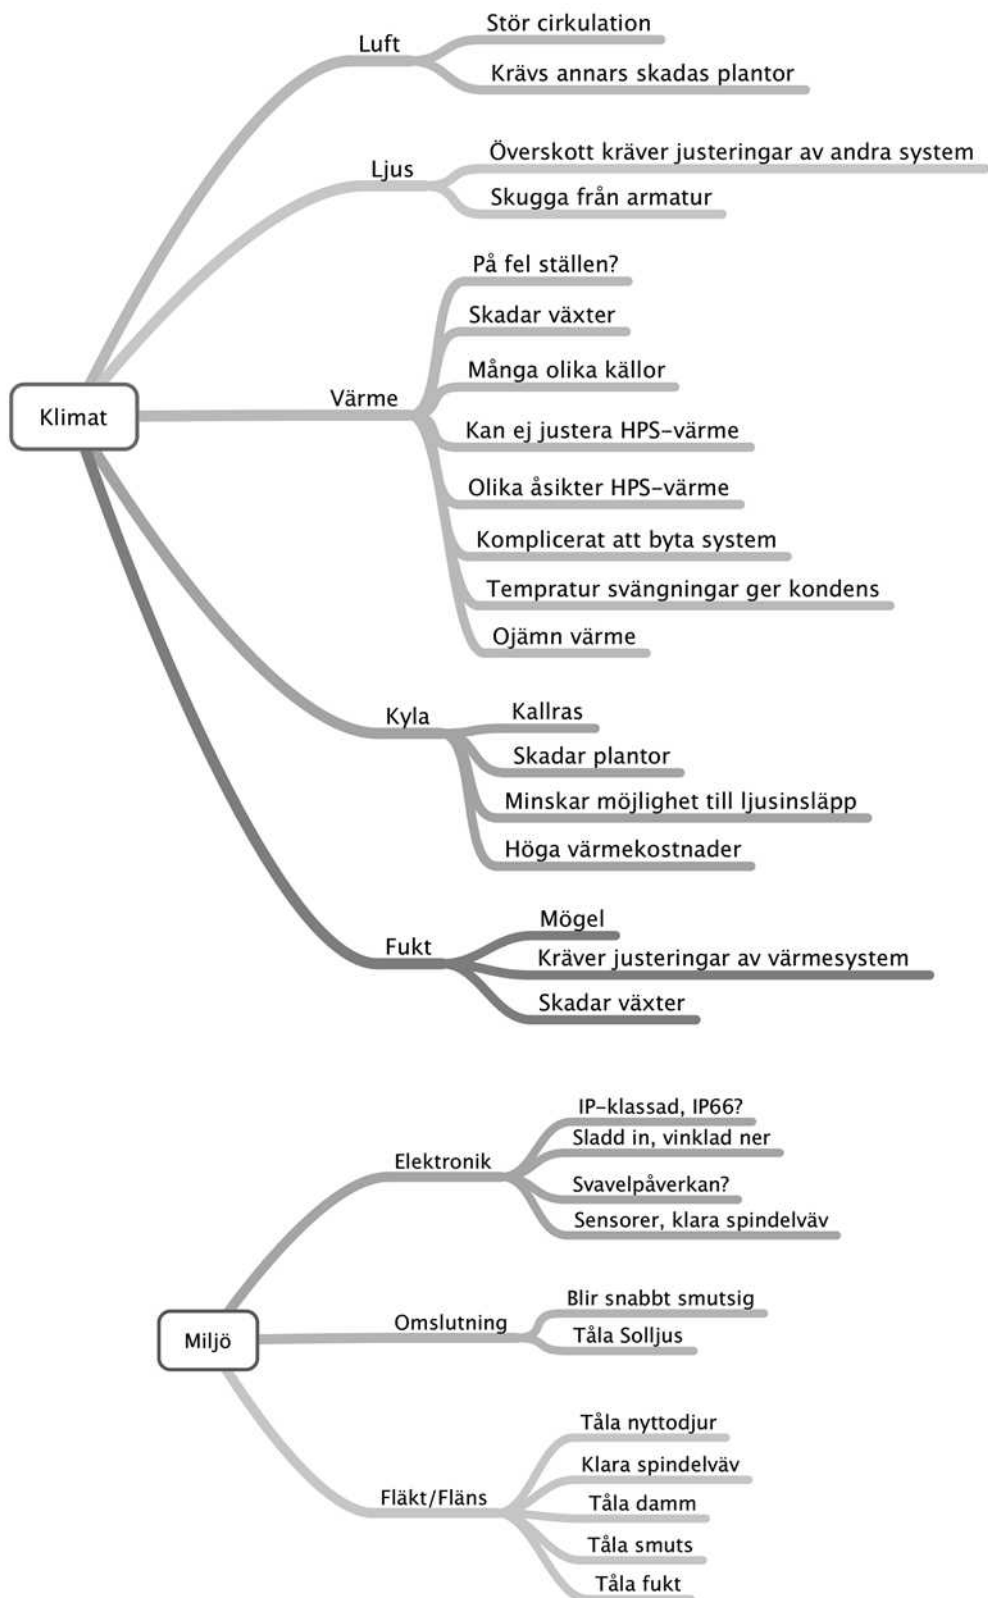 Luft
Stör cirkulation
Krävs annars skadas plantor
Ljus
Överskott kräver justeringar av andra system
Skugga från armatur
Klimat
Värme
På fel ställen?
Skadar växter
Många olika källor
Kan ej justera HPS-värme
Olika åsikter HPS-värme
Komplicerat att byta system
Tempratur svängningar ger kondens
Ojämn värme
Kyla
Kallras
Skadar plantor
Minskar möjlighet till ljusinsläpp
Höga värmekostnader
Fukt
Mögel
Kräver justeringar av värmesystem
Skadar växter
Miljö
Elektronik
IP-klassad, IP66?
Sladd in, vinklad ner
Svavelpåverkan?
Sensorer, klara spindelväv
Omslutning
Blir snabbt smutsig
Tåla Solljus
Fläkt/Fläns
Tåla nyttodjur
Klara spindelväv
Tåla damm
Tåla smuts
Tåla fukt